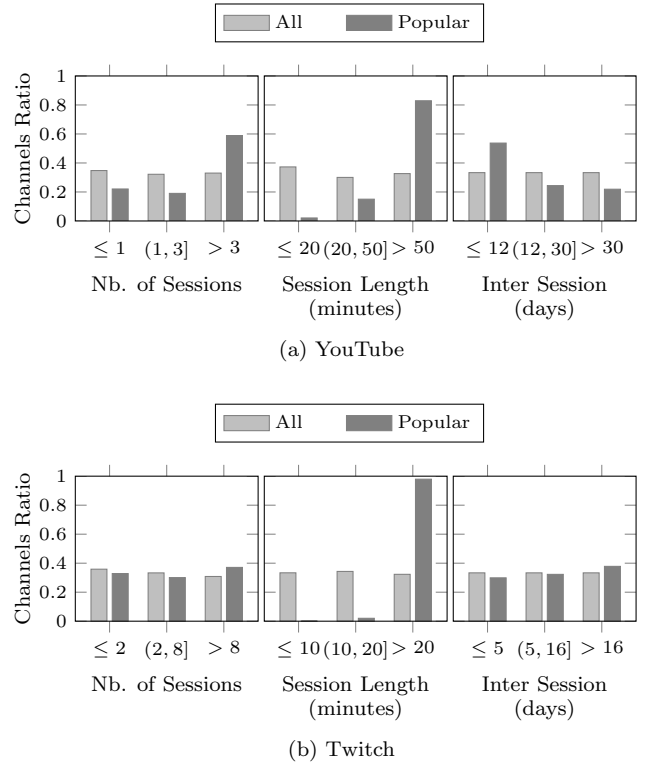 All Popular
1
0.8
0.6
0.4
0.2
0
Channels Ratio
≤ 1 (1, 3] > 3 ≤ 20 (20, 50] > 50 ≤ 12 (12, 30] > 30
Nb. of Sessions Session Length Inter Session
(minutes) (days)
(a) YouTube
All Popular
1
0.8
0.6
0.4
0.2
0
Channels Ratio
≤ 2 (2, 8] > 8 ≤ 10 (10, 20] > 20 ≤ 5 (5, 16] > 16
Nb. of Sessions Session Length Inter Session
(minutes) (days)
(b) Twitch